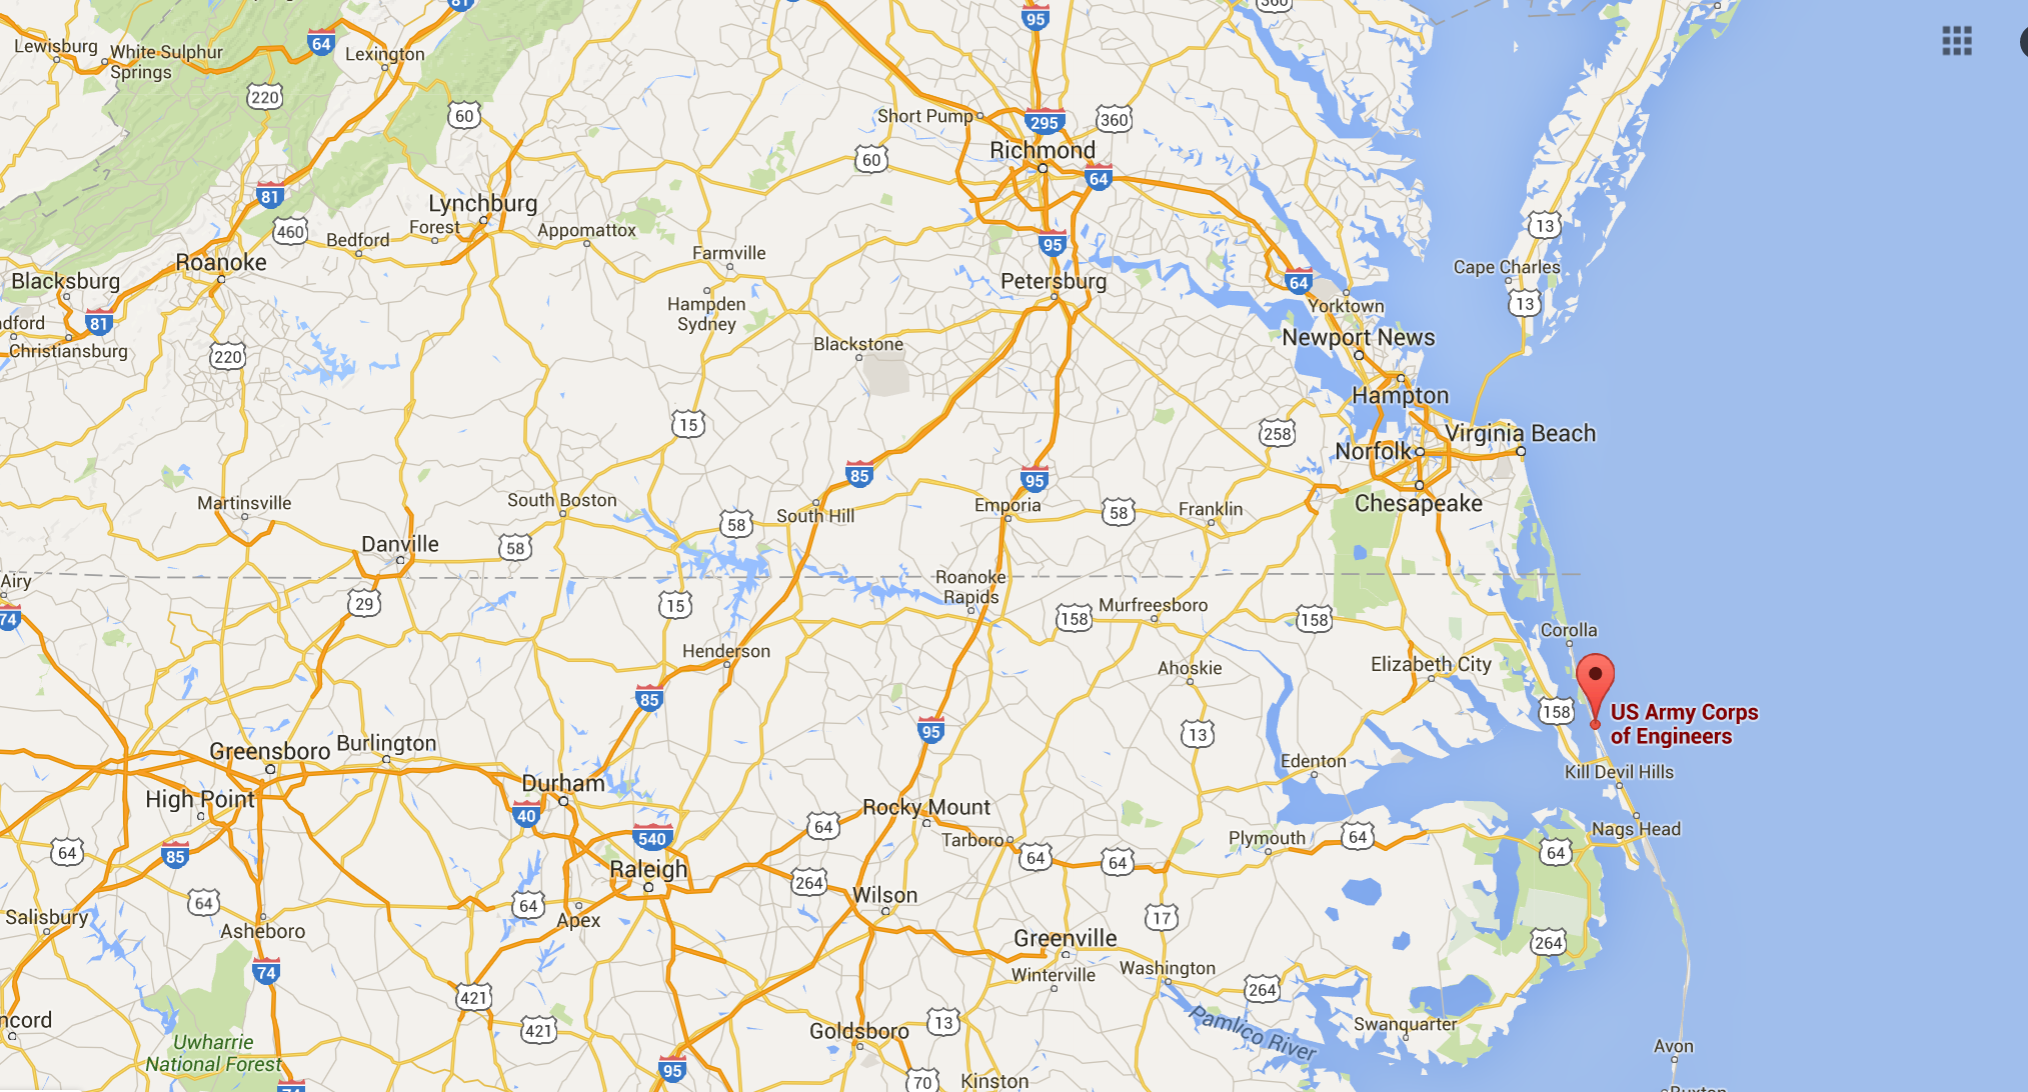 81
95
360
Lewisburg
White Sulphur
Springs
64
Lexington
220
60
Short Pump
295
360
Richmond
60
64
81
Lynchburg
Forest
460
Bedford
Appomattox
13
95
Farmville
Roanoke
Cape Charles
Blacksburg
Petersburg
64
13
Hampden
Sydney
Yorktown
81
dford
Christiansburg
220
Blackstone
Newport News
Hampton
15
258
Virginia Beach
Norfolk
85
95
Martinsville
South Boston
South Hill
Emporia
58
Franklin
Chesapeake
58
Danville
58
Airy
Roanoke
Rapids
29
15
158
Murfreesboro
158
74
Corolla
Henderson
Ahoskie
Elizabeth City
85
158
US Army Corps
of Engineers
95
13
Greensboro
Burlington
Edenton
Kill Devil Hills
Durham
High Point
40
Rocky Mount
64
540
Tarboro
64
64
Plymouth
64
Nags Head
64
85
Raleigh
64
264
Wilson
64
64
Apex
Salisbury
Asheboro
17
Greenville
264
74
Winterville
Washington
421
264
ncord
421
Goldsboro
13
Pamlico River
Swanquarter
Uwharrie
National Forest
95
Avon
70
Kinston
74
Buxton